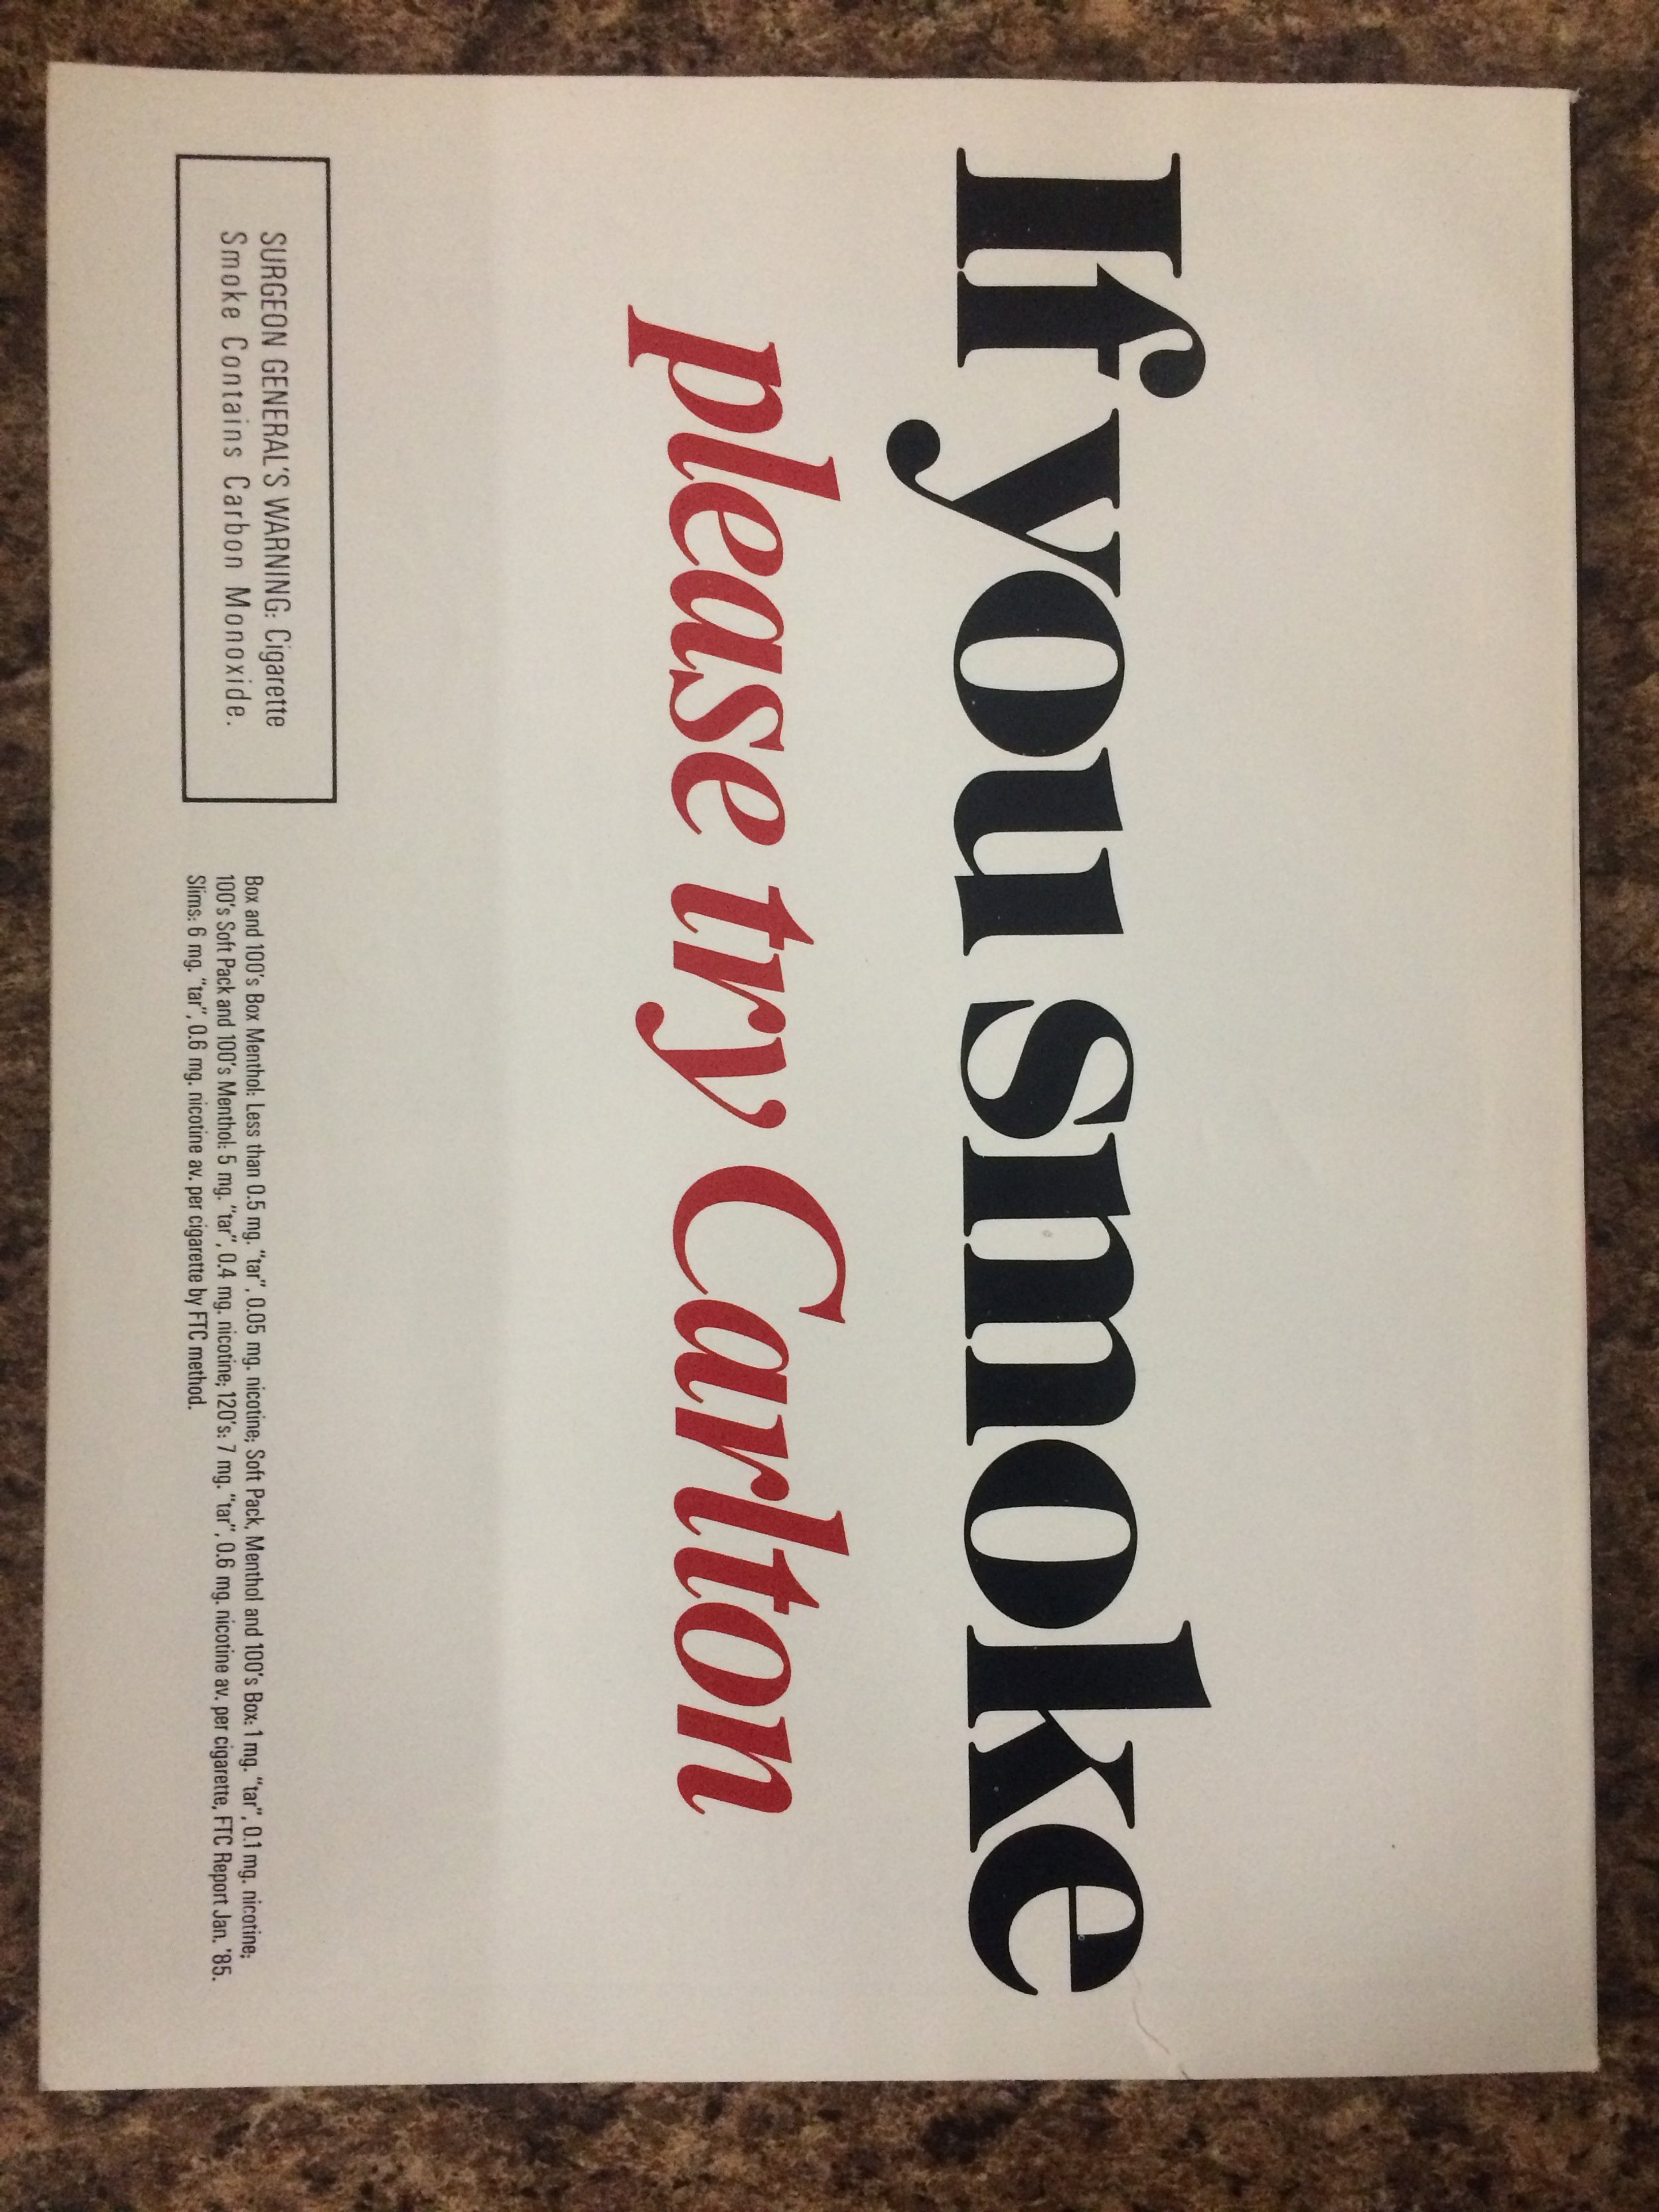 If you smoke
please try Carlton
SURGEON GENERAL'S WARNING: Cigarette
Smoke Contains Carbon Monoxide.
Box and 100's Box Menthol: Less than 0.5 mg. "tar", 0.05 mg. nicotine; Soft Pack, Menthol and 100's Box: 1 mg. "tar", 0.1 mg. nicotine;
100's Soft Pack and 100's Menthol: 5 mg. "tar", 0.4 mg. nicotine; 120's: 7 mg. "tar", 0.6 mg. nicotine av. per cigarette, FTC Report Jan. '85.
Slims: 6 mg. "tar", 0.6 mg. nicotine av. per cigarette by FTC method.